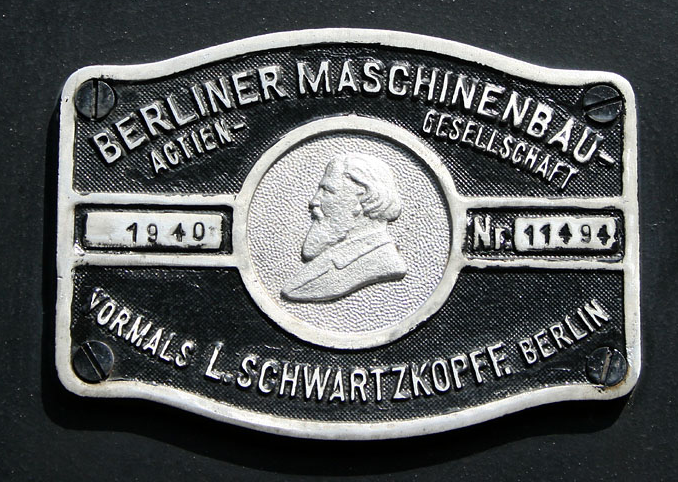 BERLINER MASCHINENBAU-
ACTIEN- GESELLSCHAFT
1940 Nr. 11494
VORMALS L. SCHWARTZKOPFF, BERLIN